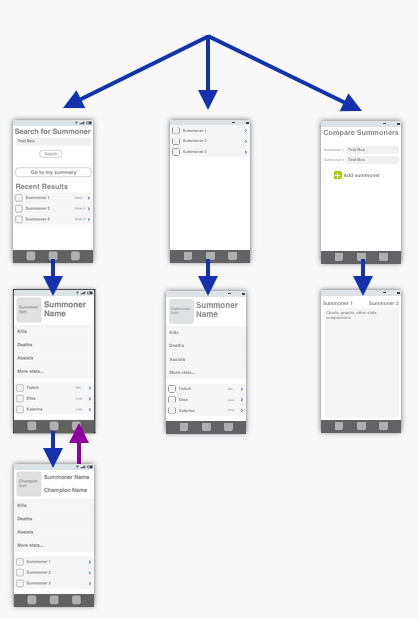 Search for Summoner
Text Box
Search
Go to my summary
Recent Results
Summoner 1
Summoner 2
Summoner 3
Summoner 1
Summoner 2
Summoner 3
Compare Summoners
Summoner 1 Text Box
Summoner 2 Text Box
Add summoner
Summoner Icon
Summoner Name
Kills
Deaths
Assists
More stats...
Twitch
Elise
Katarina
Summoner Icon
Summoner Name
Kills
Deaths
Assists
More stats...
Twitch
Elise
Katarina
Summoner 1 Summoner 2
Charts, graphs, other stats
comparisons
Champion Icon
Summoner Name
Champion Name
Kills
Deaths
Assists
More stats...
Summoner 1
Summoner 2
Summoner 3